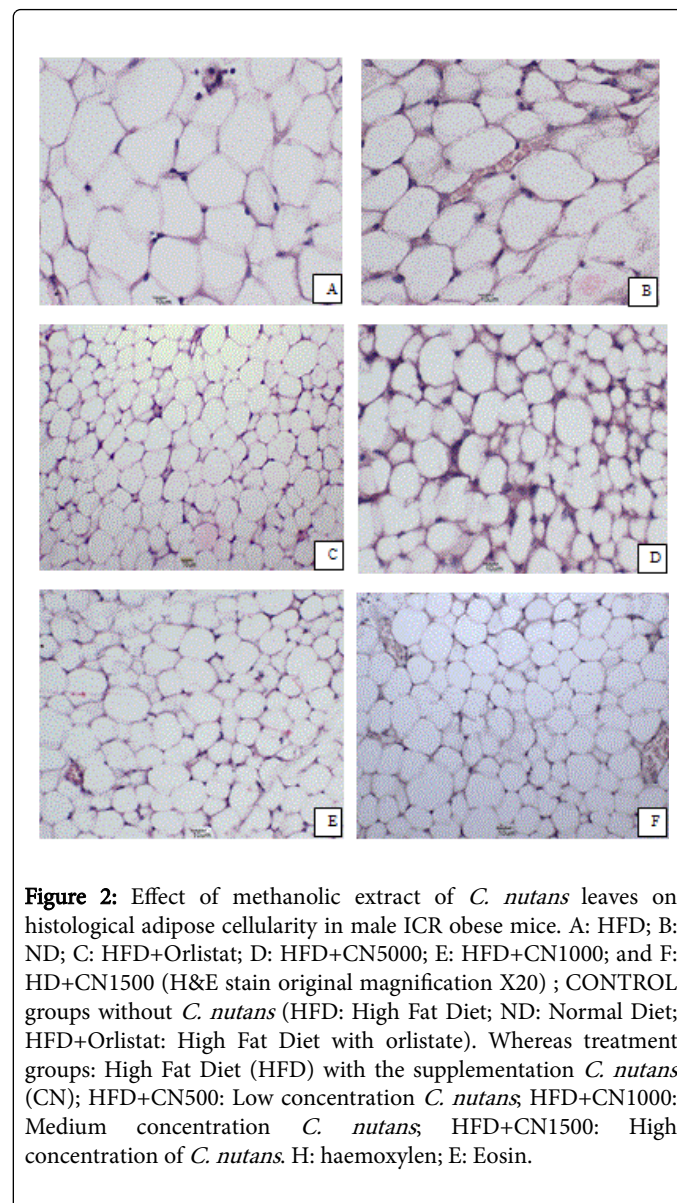 A
B
C
D
E
F
Figure 2: Effect of methanolic extract of C. nutans leaves on
histological adipose cellularity in male ICR obese mice. A: HFD; B:
ND; C: HFD+Orlistat; D: HFD+CN5000; E: HFD+CN1000; and F:
HD+CN1500 (H&E stain original magnification X20) ; CONTROL
groups without C. nutans (HFD: High Fat Diet; ND: Normal Diet;
HFD+Orlistat: High Fat Diet with orlistate). Whereas treatment
groups: High Fat Diet (HFD) with the supplementation C. nutans
(CN); HFD+CN500: Low concentration C. nutans; HFD+CN1000:
Medium concentration C. nutans; HFD+CN1500: High
concentration of C. nutans. H: haemoxylen; E: Eosin.